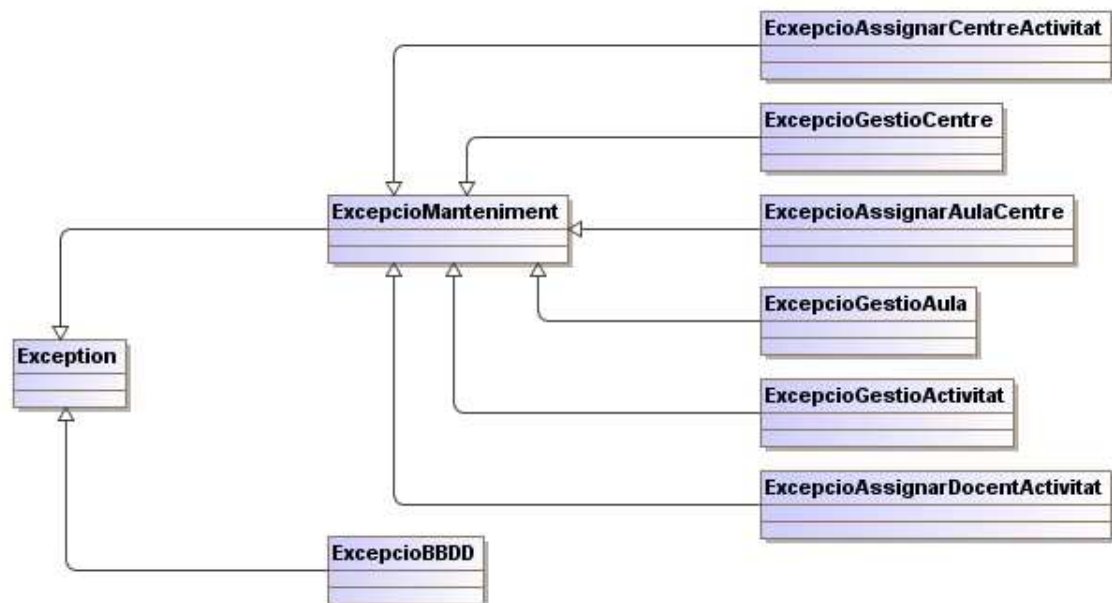 EcxepcioAssignarCentreActivitat
ExcepcioGestioCentre
ExcepcioManteniment
ExcepcioAssignarAulaCentre
ExcepcioGestioAula
Exception
ExcepcioGestioActivitat
ExcepcioAssignarDocentActivitat
ExcepcioBBDD